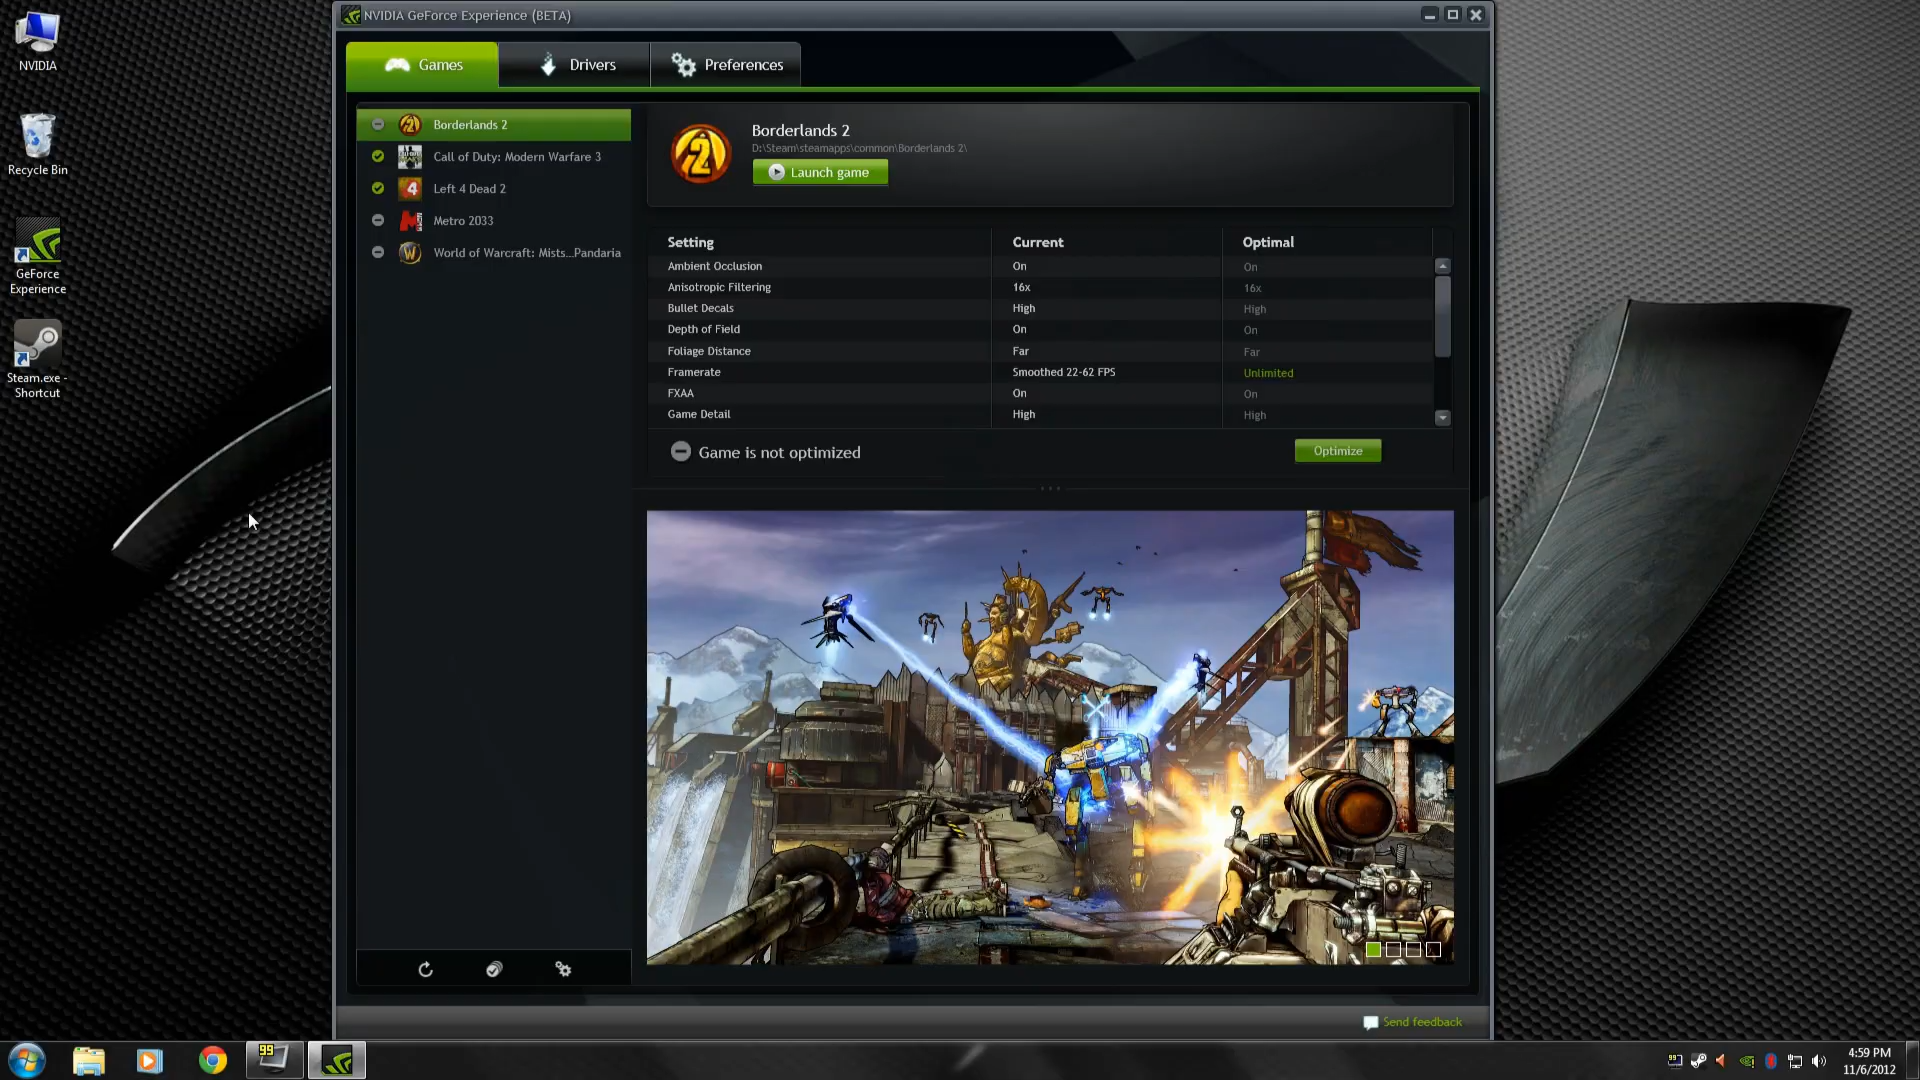 NVIDIA GeForce Experience (BETA)
NVIDIA
Recycle Bin
GeForce
Experience
Steam.exe -
Shortcut
Games
Drivers
Preferences
Borderlands 2
Call of Duty: Modern Warfare 3
Left 4 Dead 2
Metro 2033
World of Warcraft: Mists...Pandaria
Borderlands 2
D:\Steam\steamapps\common\Borderlands 2\
Launch game
Setting Current Optimal
Ambient Occlusion On On
Anisotropic Filtering 16x 16x
Bullet Decals High High
Depth of Field On On
Foliage Distance Far Far
Framerate Smoothed 22-62 FPS Unlimited
FXAA On On
Game Detail High High
Game is not optimized
Optimize
Send feedback
99
4:59 PM
11/6/2012